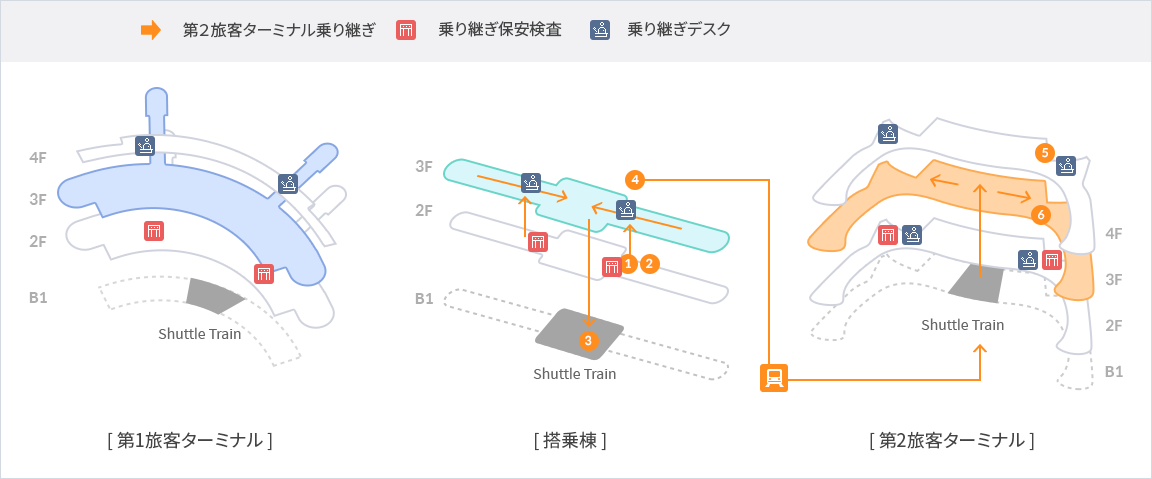 第２旅客ターミナル乗り継ぎ 乗り継ぎ保安検査 乗り継ぎデスク
4F
3F
2F
B1
Shuttle Train
[ 第1旅客ターミナル ]
3F
2F
B1
4
1 2
3
Shuttle Train
[ 搭乗棟 ]
5
6
4F
3F
2F
B1
Shuttle Train
[ 第2旅客ターミナル ]